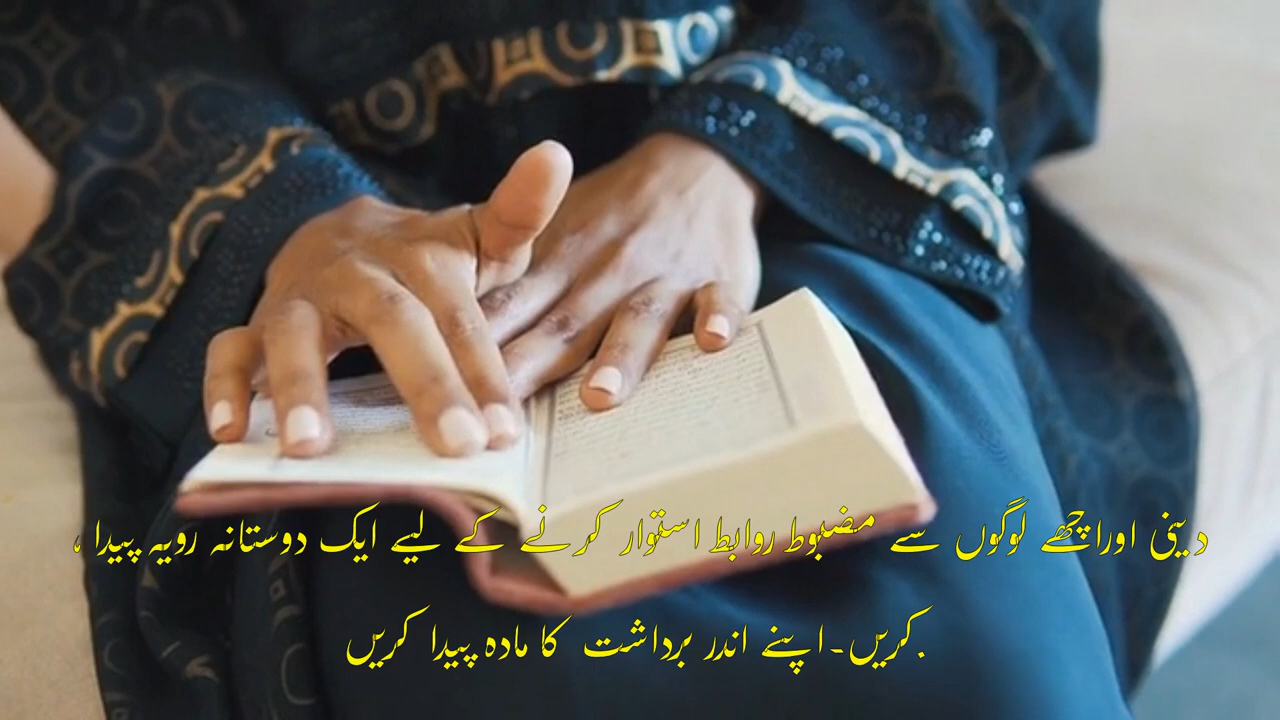 دینی اوراچھے لوگوں سے مضبوط روابط استوار کرنے کے لیے ایک دوستانہ رویہ پیدا ،
.کریں۔اپنے اندر برداشت کا مادہ پیدا کریں